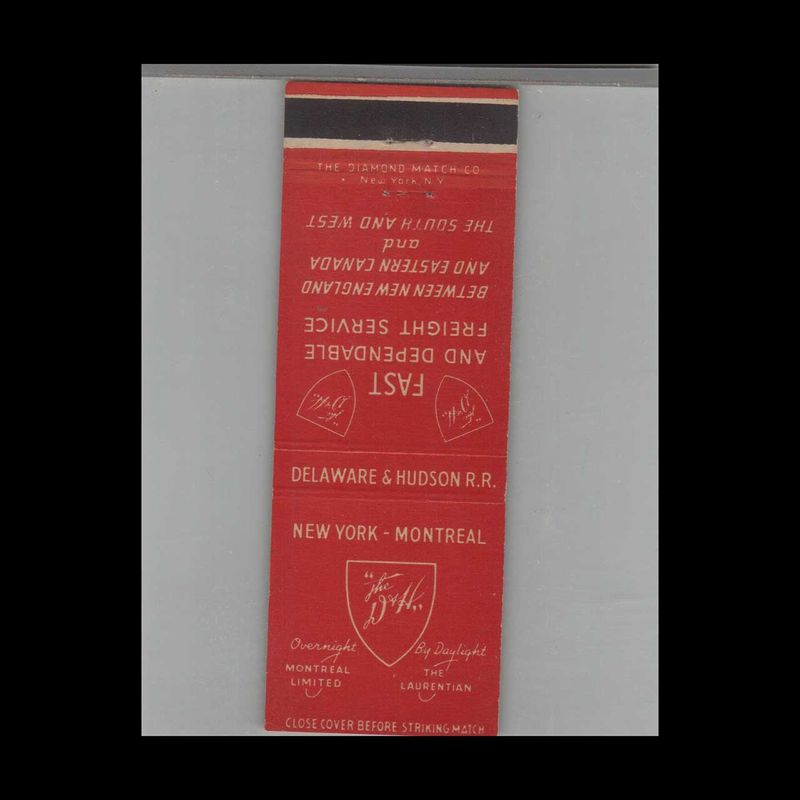 THE DIAMOND MATCH CO
New York, N.Y.
FAST
AND DEPENDABLE
FREIGHT SERVICE
BETWEEN NEW ENGLAND
AND EASTERN CANADA
and
THE SOUTH AND WEST
The D&H
The D&H
DELAWARE & HUDSON R.R.
NEW YORK - MONTREAL
"The
D&H"
Overnight
MONTREAL
LIMITED
By Daylight
THE
LAURENTIAN
CLOSE COVER BEFORE STRIKING MATCH